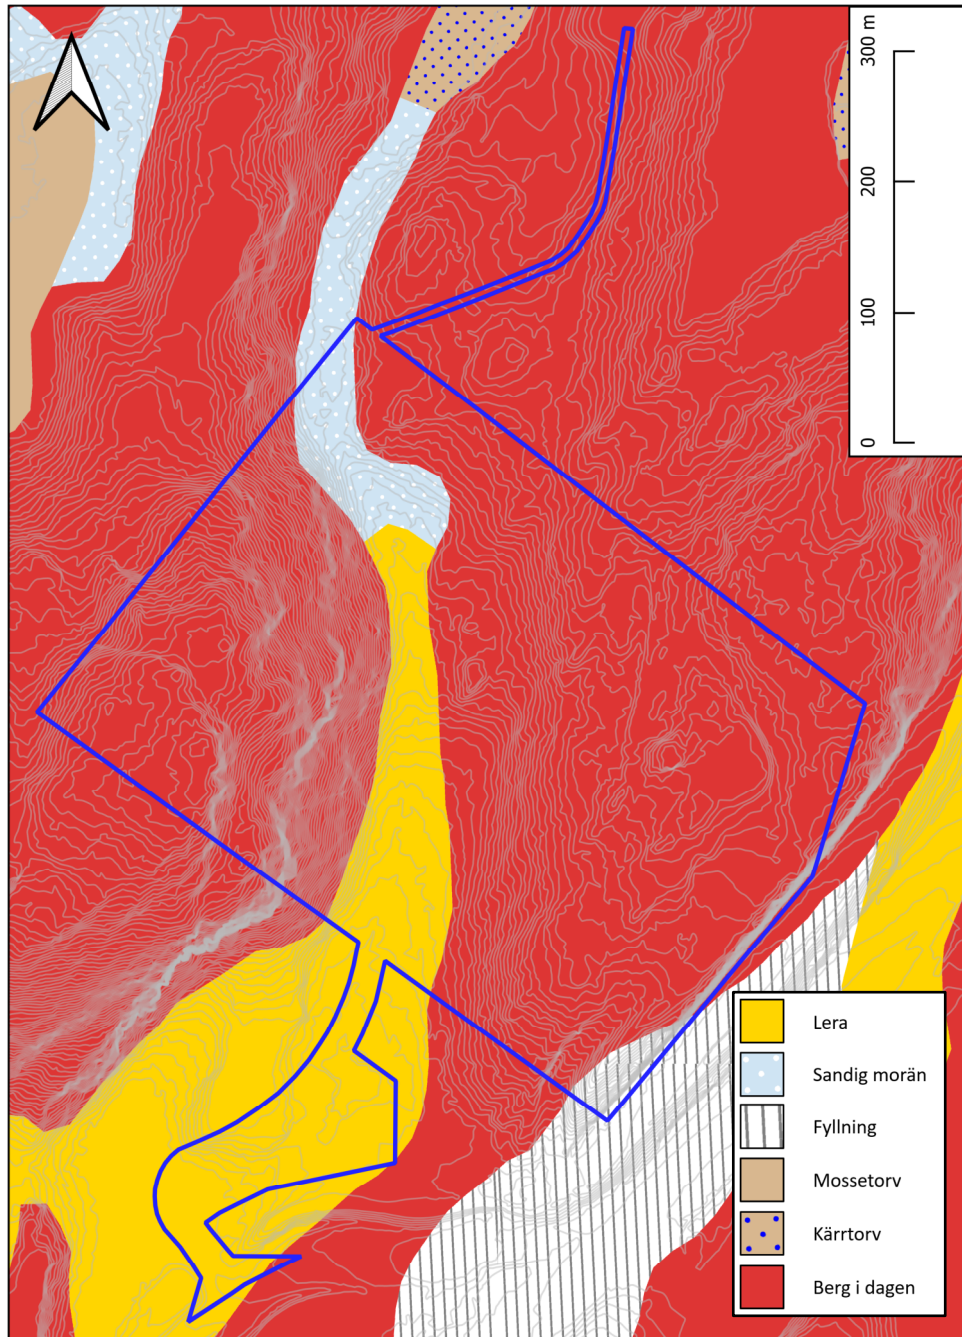 300 m
200
100
0
Lera
Sandig morän
Fyllning
Mossetorv
Kärrtorv
Berg i dagen